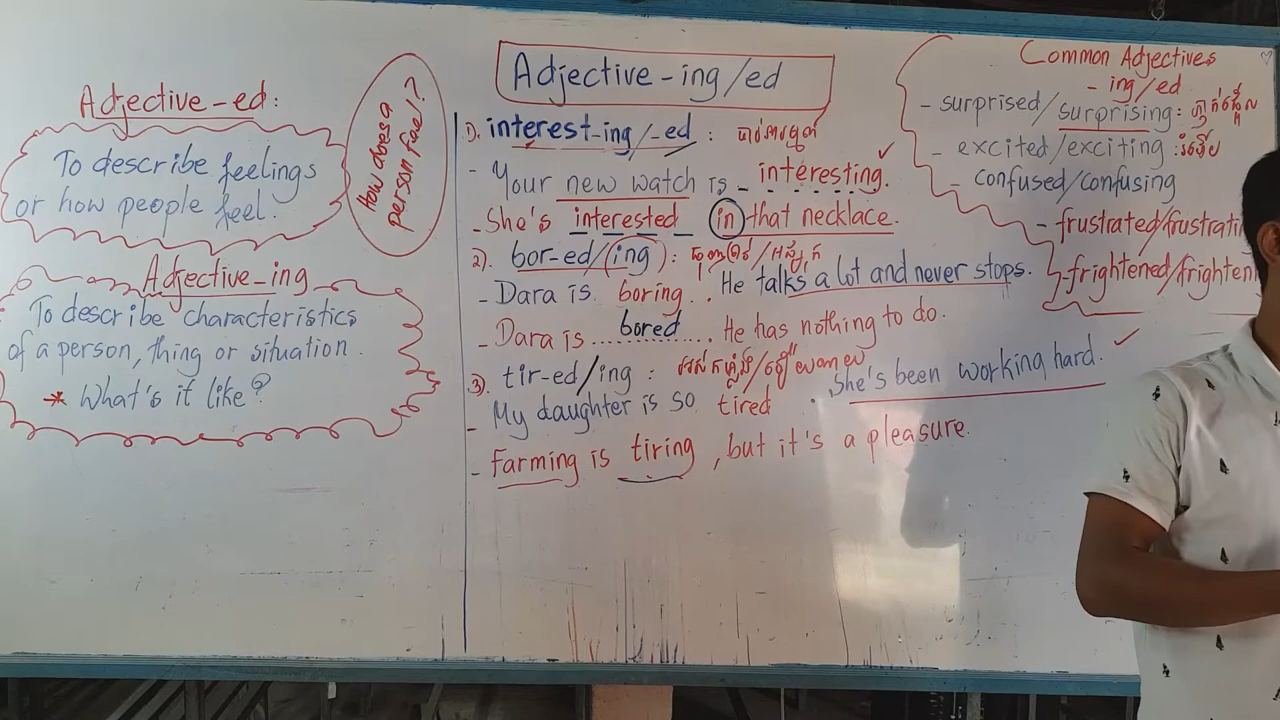 Adjective-ed:
To describe feelings
or how people feel.
How does a
person feel?
Adjective-ing
To describe characteristics
of a person, thing or situation.
* What's it like?
Adjective-ing/ed
1). interest-ing/-ed :
- Your new watch is interesting.
- She's interested in that necklace.
2). bor-ed/(ing) :
- Dara is boring. He talks a lot and never stops.
- Dara is bored. He has nothing to do.
3. tir-ed/ing :
- My daughter is so tired. She's been working hard.
- Farming is tiring, but it's a pleasure.
Common Adjectives
- ing/ed
- surprised/surprising:
- excited/exciting:
- confused/confusing
- frustrated/frustrati
- frightened/frighten